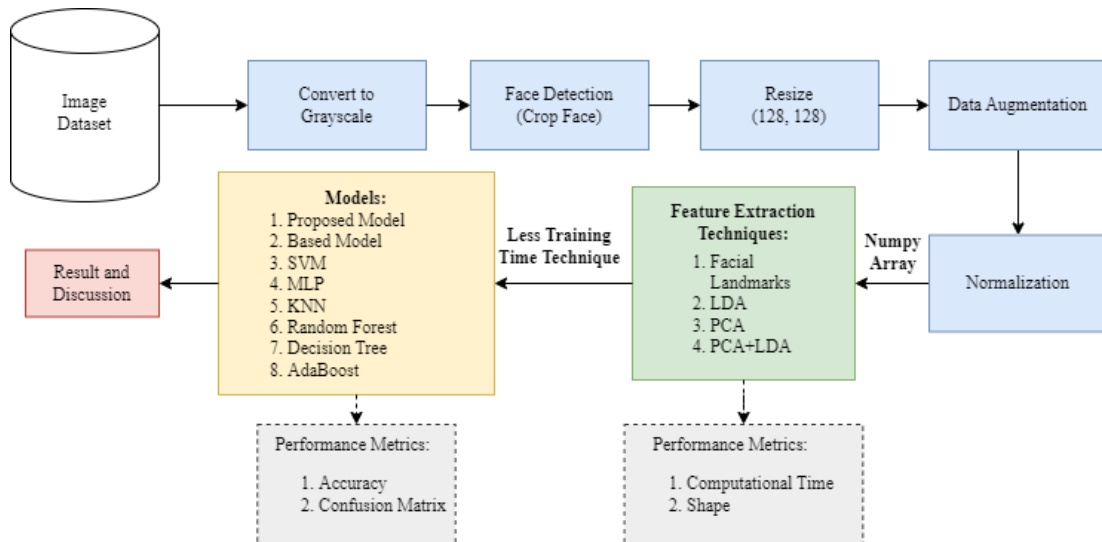 Image
Dataset
Convert to
Grayscale
Face Detection
(Crop Face)
Resize
(128, 128)
Data Augmentation
Normalization
Numpy
Array
Feature Extraction
Techniques:
1. Facial
Landmarks
2. LDA
3. PCA
4. PCA+LDA
Less Training
Time Technique
Models:
1. Proposed Model
2. Based Model
3. SVM
4. MLP
5. KNN
6. Random Forest
7. Decision Tree
8. AdaBoost
Result and
Discussion
Performance Metrics:
1. Accuracy
2. Confusion Matrix
Performance Metrics:
1. Computational Time
2. Shape